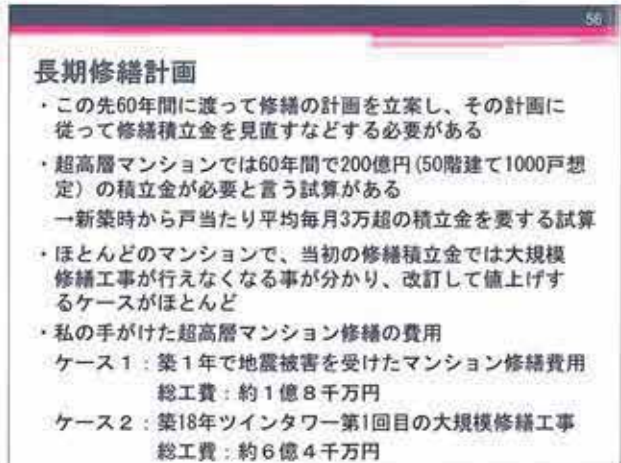 56
長期修繕計画
・この先60年間に渡って修繕の計画を立案し、その計画に
従って修繕積立金を見直すなどする必要がある
・超高層マンションでは60年間で200億円(50階建て1000戸想
定）の積立金が必要と言う試算がある
→新築時から戸当たり平均毎月3万超の積立金を要する試算
・ほとんどのマンションで、当初の修繕積立金では大規模
修繕工事が行えなくなる事が分かり、改訂して値上げす
るケースがほとんど
・私の手がけた超高層マンション修繕の費用
ケース１：築１年で地震被害を受けたマンション修繕費用
総工費：約１億８千万円
ケース２：築18年ツインタワー第1回目の大規模修繕工事
総工費：約６億４千万円